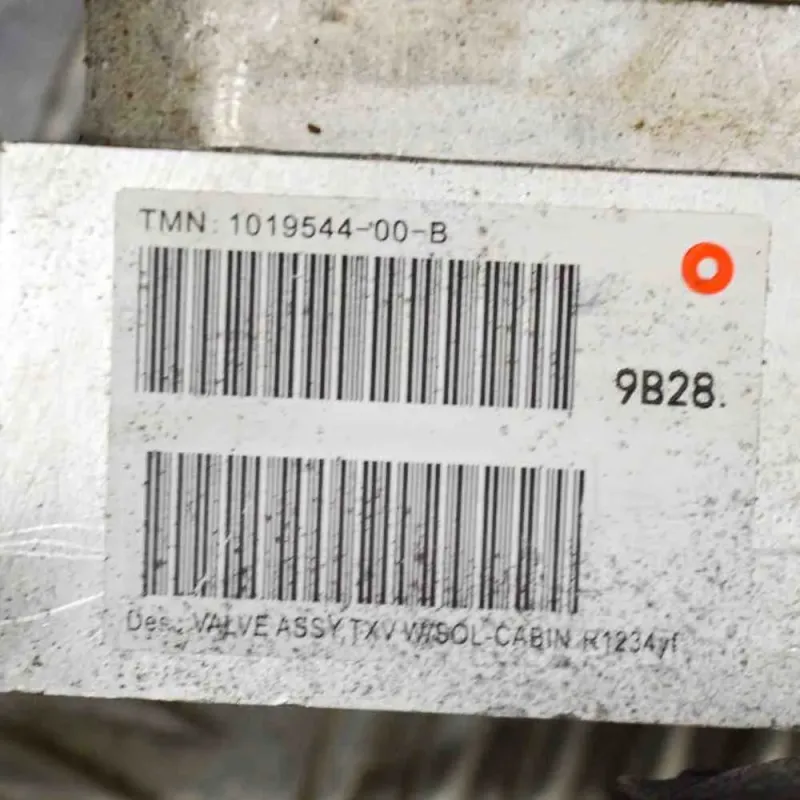 TMN: 1019544-00-B
9B28.
Des.: VALVE ASSY,TXV W/SOL-CABIN R1234yf